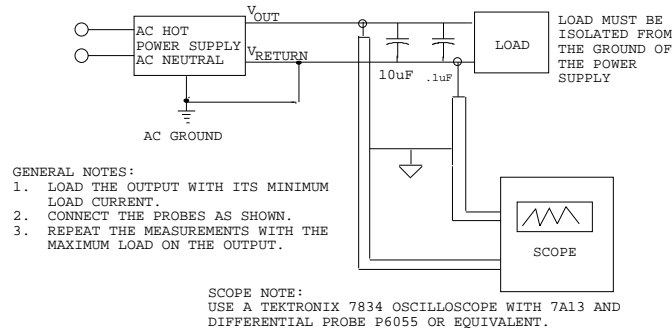 V OUT
LOAD MUST BE
ISOLATED FROM
THE GROUND OF
THE POWER
SUPPLY
AC HOT
POWER SUPPLY
AC NEUTRAL
V RETURN
LOAD
10uF
.1uF
AC GROUND
GENERAL NOTES:
1. LOAD THE OUTPUT WITH ITS MINIMUM
LOAD CURRENT.
2. CONNECT THE PROBES AS SHOWN.
3. REPEAT THE MEASUREMENTS WITH THE
MAXIMUM LOAD ON THE OUTPUT.
SCOPE
SCOPE NOTE:
USE A TEKTRONIX 7834 OSCILLOSCOPE WITH 7A13 AND
DIFFERENTIAL PROBE P6055 OR EQUIVALENT.